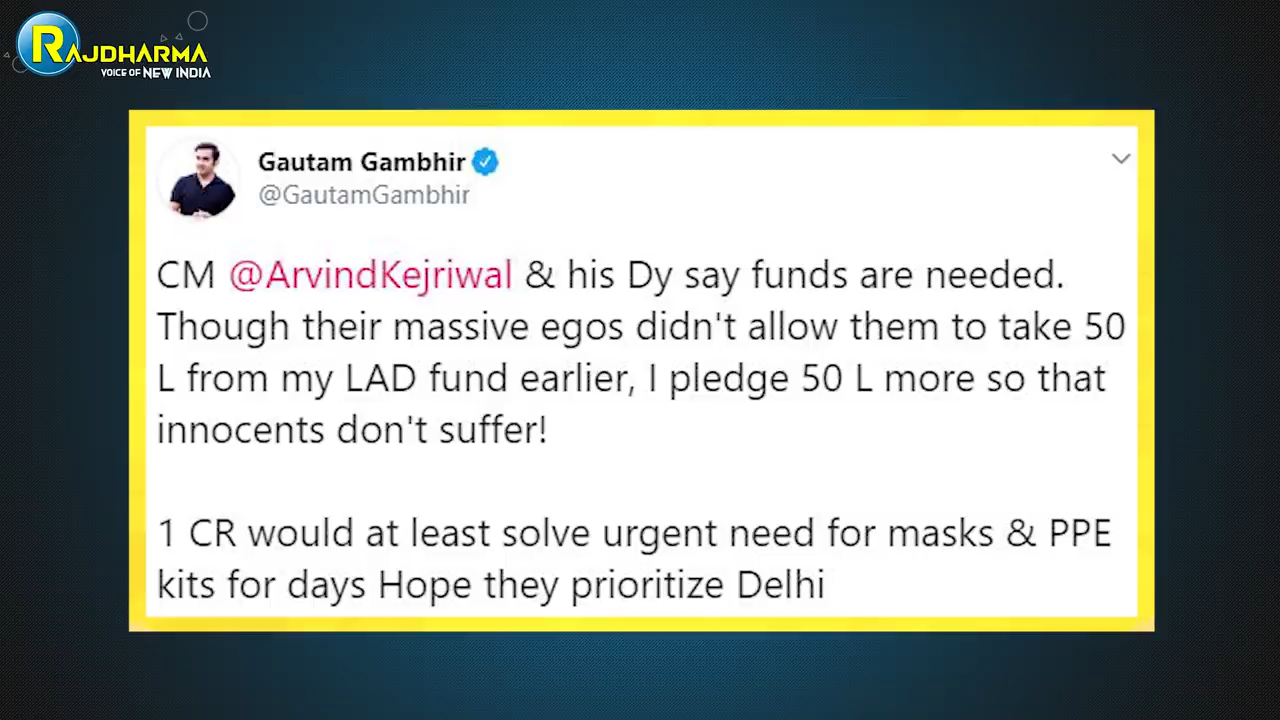 RAJDHARMA
VOICE OF NEW INDIA
Gautam Gambhir
@GautamGambhir
CM @ArvindKejriwal & his Dy say funds are needed.
Though their massive egos didn't allow them to take 50
L from my LAD fund earlier, I pledge 50 L more so that
innocents don't suffer!
1 CR would at least solve urgent need for masks & PPE
kits for days Hope they prioritize Delhi